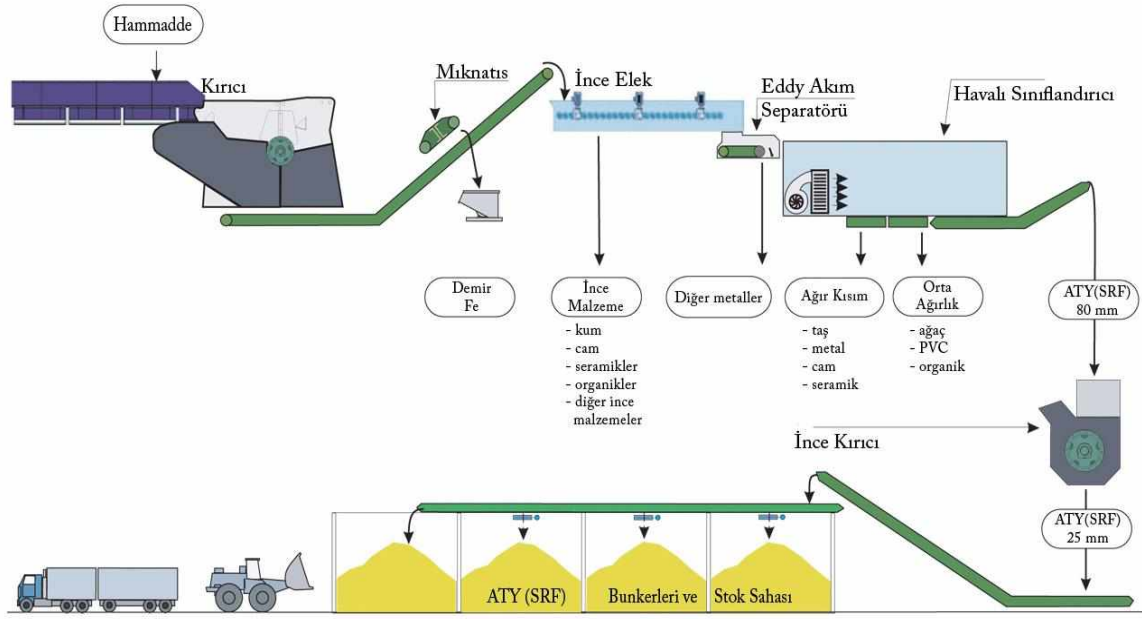 Hammadde
Kırıcı
Mıknatıs
İnce Elek
Eddy Akım
Separatörü
Havalı Sınıflandırıcı
Demir
Fe
İnce
Malzeme
- kum
- cam
- seramikler
- organikler
- diğer ince
malzemeler
Diğer metaller
Ağır Kısım
- taş
- metal
- cam
- seramik
Orta
Ağırlık
- ağaç
- PVC
- organik
ATY(SRF)
80 mm
İnce Kırıcı
ATY(SRF)
25 mm
ATY (SRF) Bunkerleri ve Stok Sahası